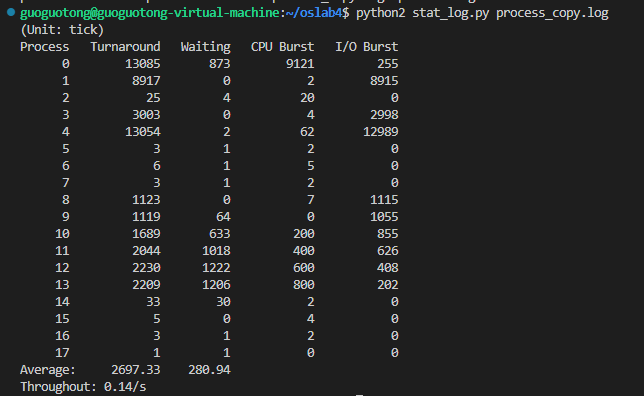 guoguotong@guoguotong-virtual-machine:~/oslab4$ python2 stat_log.py process_copy.log
(Unit: tick)
Process Turnaround Waiting CPU Burst I/O Burst
0 13085 873 9121 255
1 8917 0 2 8915
2 25 4 20 0
3 3003 0 4 2998
4 13054 2 62 12989
5 3 1 2 0
6 6 1 5 0
7 3 1 2 0
8 1123 0 7 1115
9 1119 64 0 1055
10 1689 633 200 855
11 2044 1018 400 626
12 2230 1222 600 408
13 2209 1206 800 202
14 33 30 2 0
15 5 0 4 0
16 3 1 2 0
17 1 1 0 0
Average: 2697.33 280.94
Throughout: 0.14/s